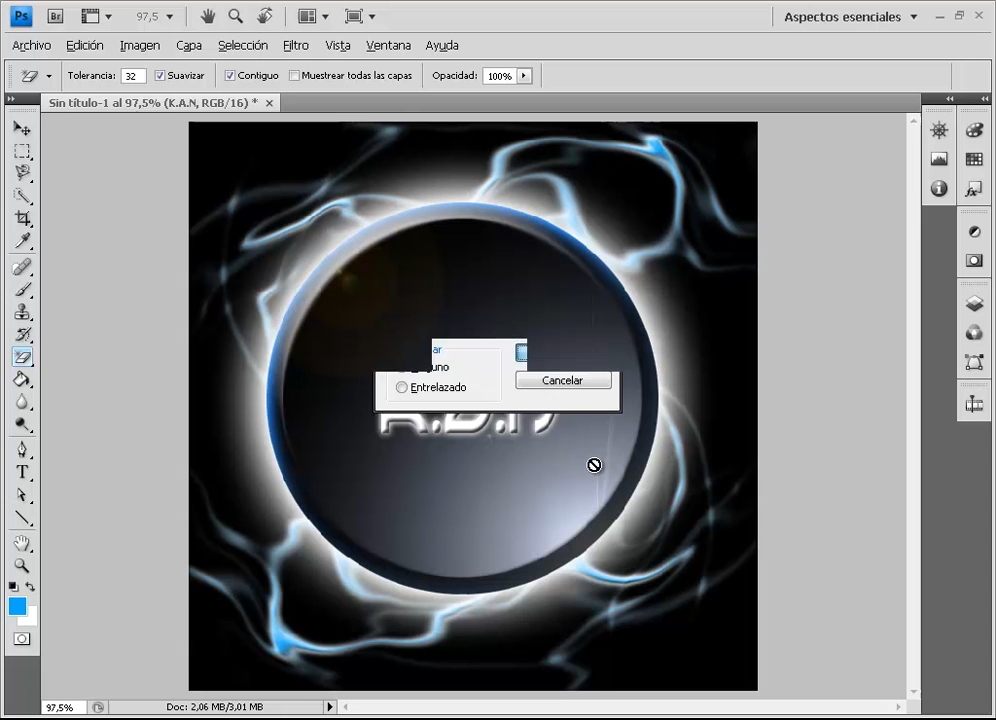 Ps Br 97,5 Aspectos esenciales
Archivo Edición Imagen Capa Selección Filtro Vista Ventana Ayuda
Tolerancia: 32 Suavizar Contiguo Muestrear todas las capas Opacidad: 100%
Sin título-1 al 97,5% (K.A.N, RGB/16) *
Entrelazado
Cancelar
97,5% Doc: 2,06 MB/3,01 MB